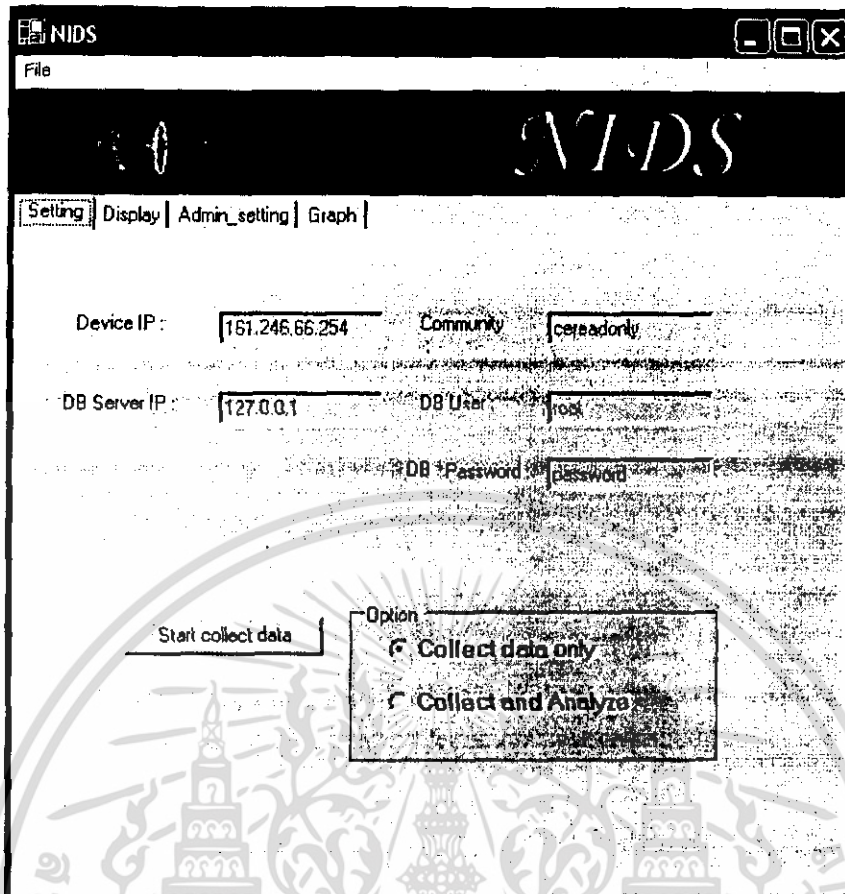 NIDS
File
NIDS
Setting Display Admin_setting Graph
Device IP : 161.246.66.254 Community cereadonly
DB Server IP : 127.0.0.1 DB User : root
DB Password : password
Start collect data
Option
Collect data only
Collect and Analyze